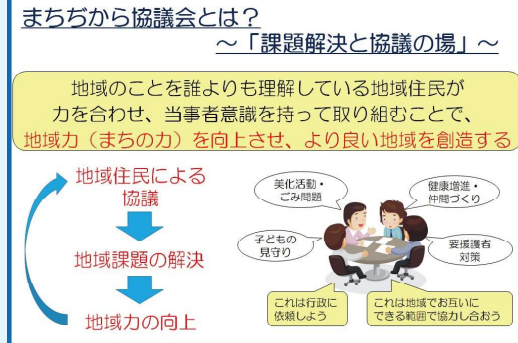 まちぢから協議会とは?
~「課題解決と協議の場」~
地域のことを誰よりも理解している地域住民が
力を合わせ、当事者意識を持って取り組むことで、
地域力(まちの力)を向上させ、より良い地域を創造する
地域住民による
協議
地域課題の解決
地域力の向上
美化活動・
ごみ問題
健康増進・
仲間づくり
子どもの
見守り
要援護者
対策
これは行政に
依頼しよう
これは地域でお互いに
できる範囲で協力し合おう